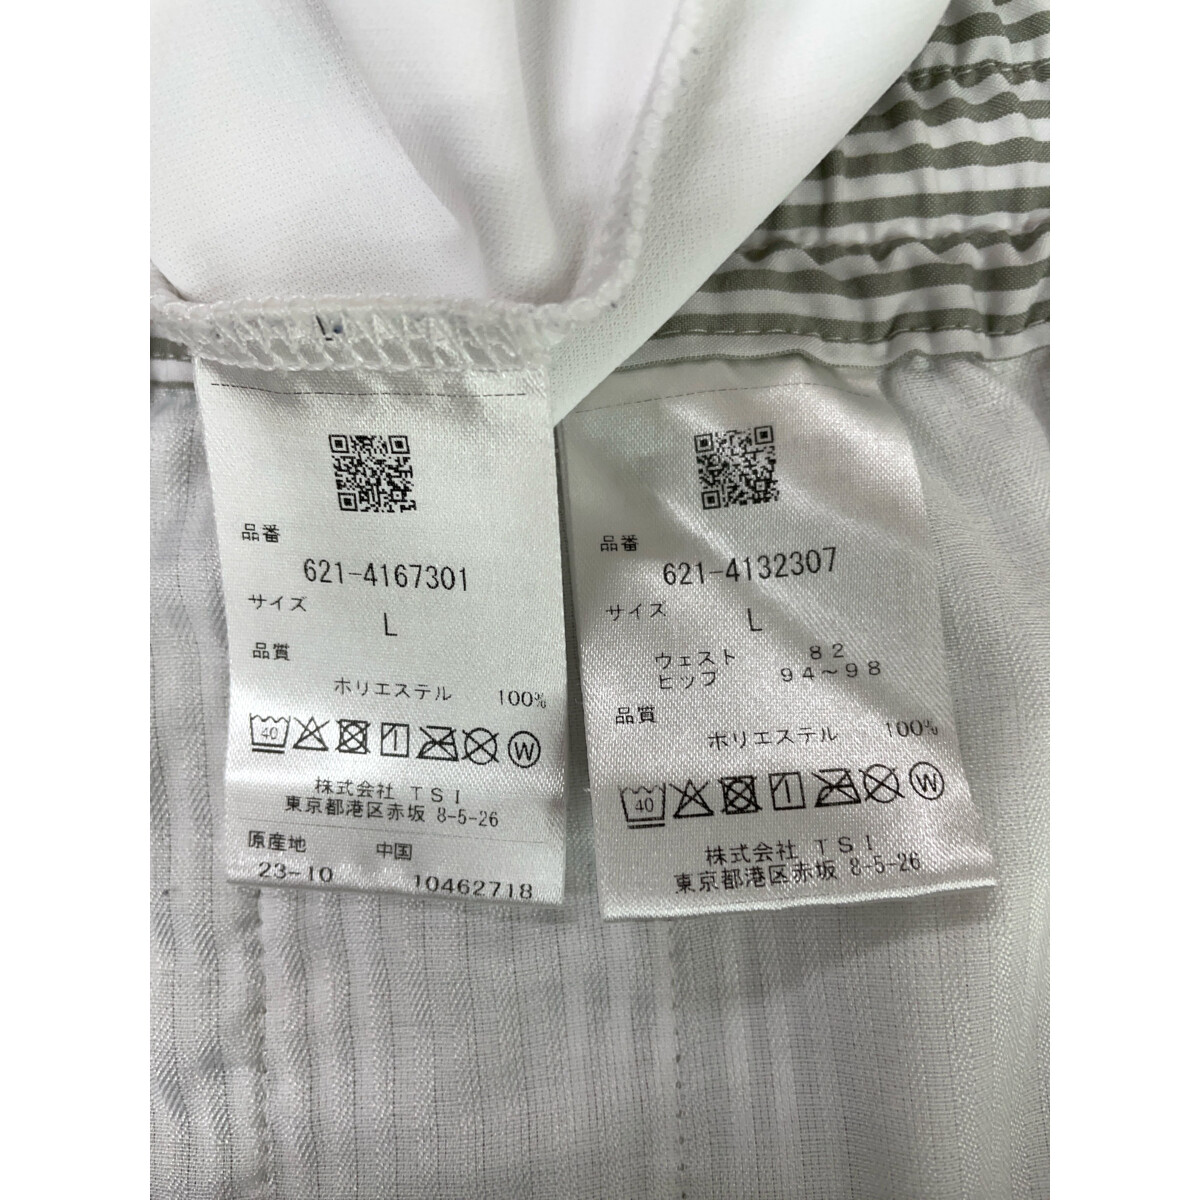 品番
621-4167301
サイズ
L
品質
ポリエステル 100%
40
W
株式会社 TSI
東京都港区赤坂 8-5-26
原産地 中国
23-10 10462718
品番
621-4132307
サイズ
L
ウェスト 82
ヒップ 94~98
品質
ポリエステル 100%
40
W
株式会社 TSI
東京都港区赤坂 8-5-26